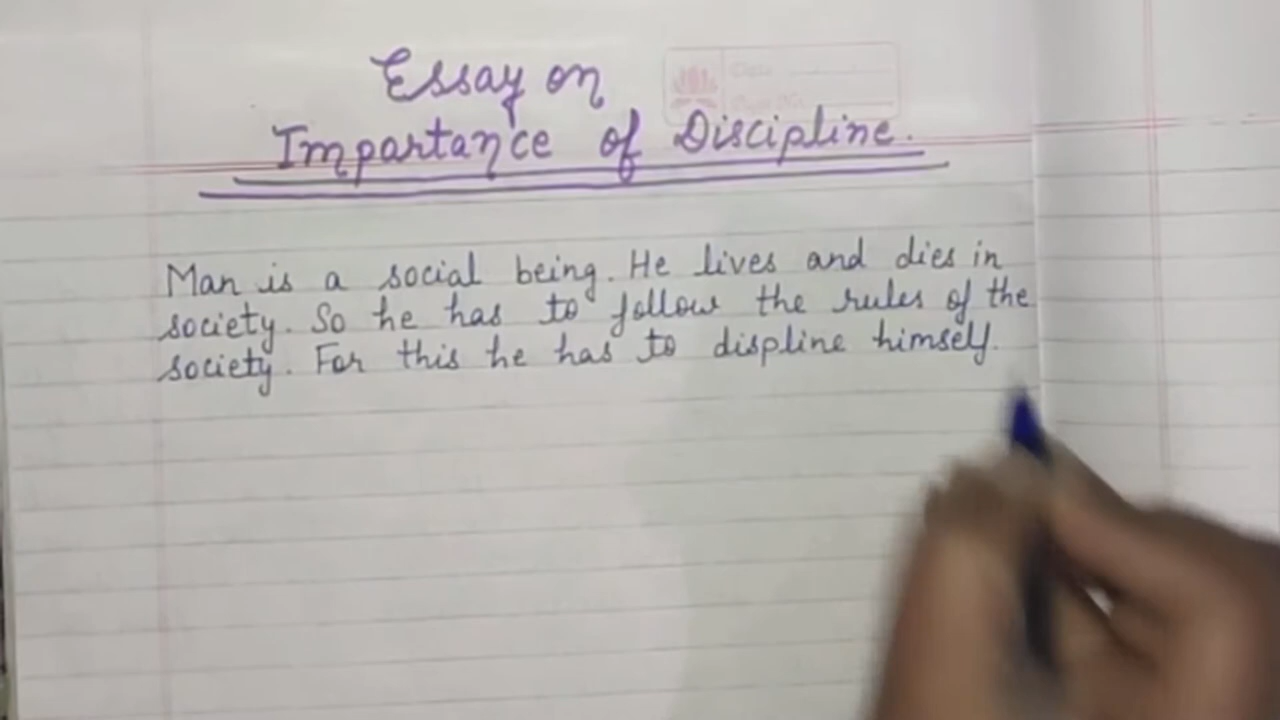 Essay on
Importance of Discipline.
Man is a social being. He lives and dies in
society. So he has to follow the rules of the
society. For this he has to displine himself.